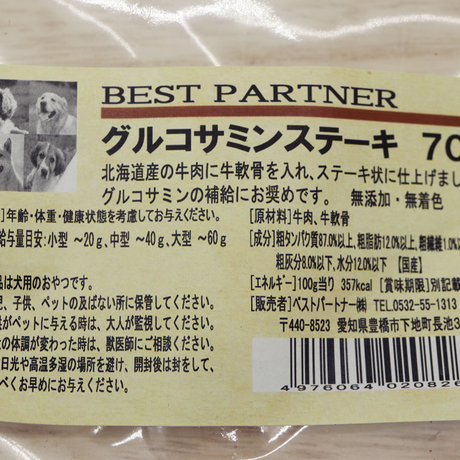 BEST PARTNER
グルコサミンステーキ 70
北海道産の牛肉に牛軟骨を入れ、ステーキ状に仕上げまし
グルコサミンの補給にお奨めです。 無添加・無着色
】年齢・体重・健康状態を考慮してお与えください。
給与量目安:小型 ~20g、中型 ~40g、大型 ~60g
品は犬用のおやつです。
児、子供、ペットの及ばない所に保管してください。
供がペットに与える時は、大人が監視してください。
の体調が変わった時は、獣医師にご相談ください。
日光や高温多湿の場所を避け、開封後は封をして、
べくお早めにお与えください。
[原材料]牛肉、牛軟骨
[成分]粗タンパク質87.0%以上、粗脂肪12.0%以上、粗繊維1.0%以
粗灰分8.0%以下、水分12.0%以下 【国産】
[エネルギー]100g当り 357kcal [賞味期限]別記載
[販売者]ベストパートナー㈱ TEL.0532-55-1313
〒440-8523 愛知県豊橋市下地町長池3
4 976064 020826